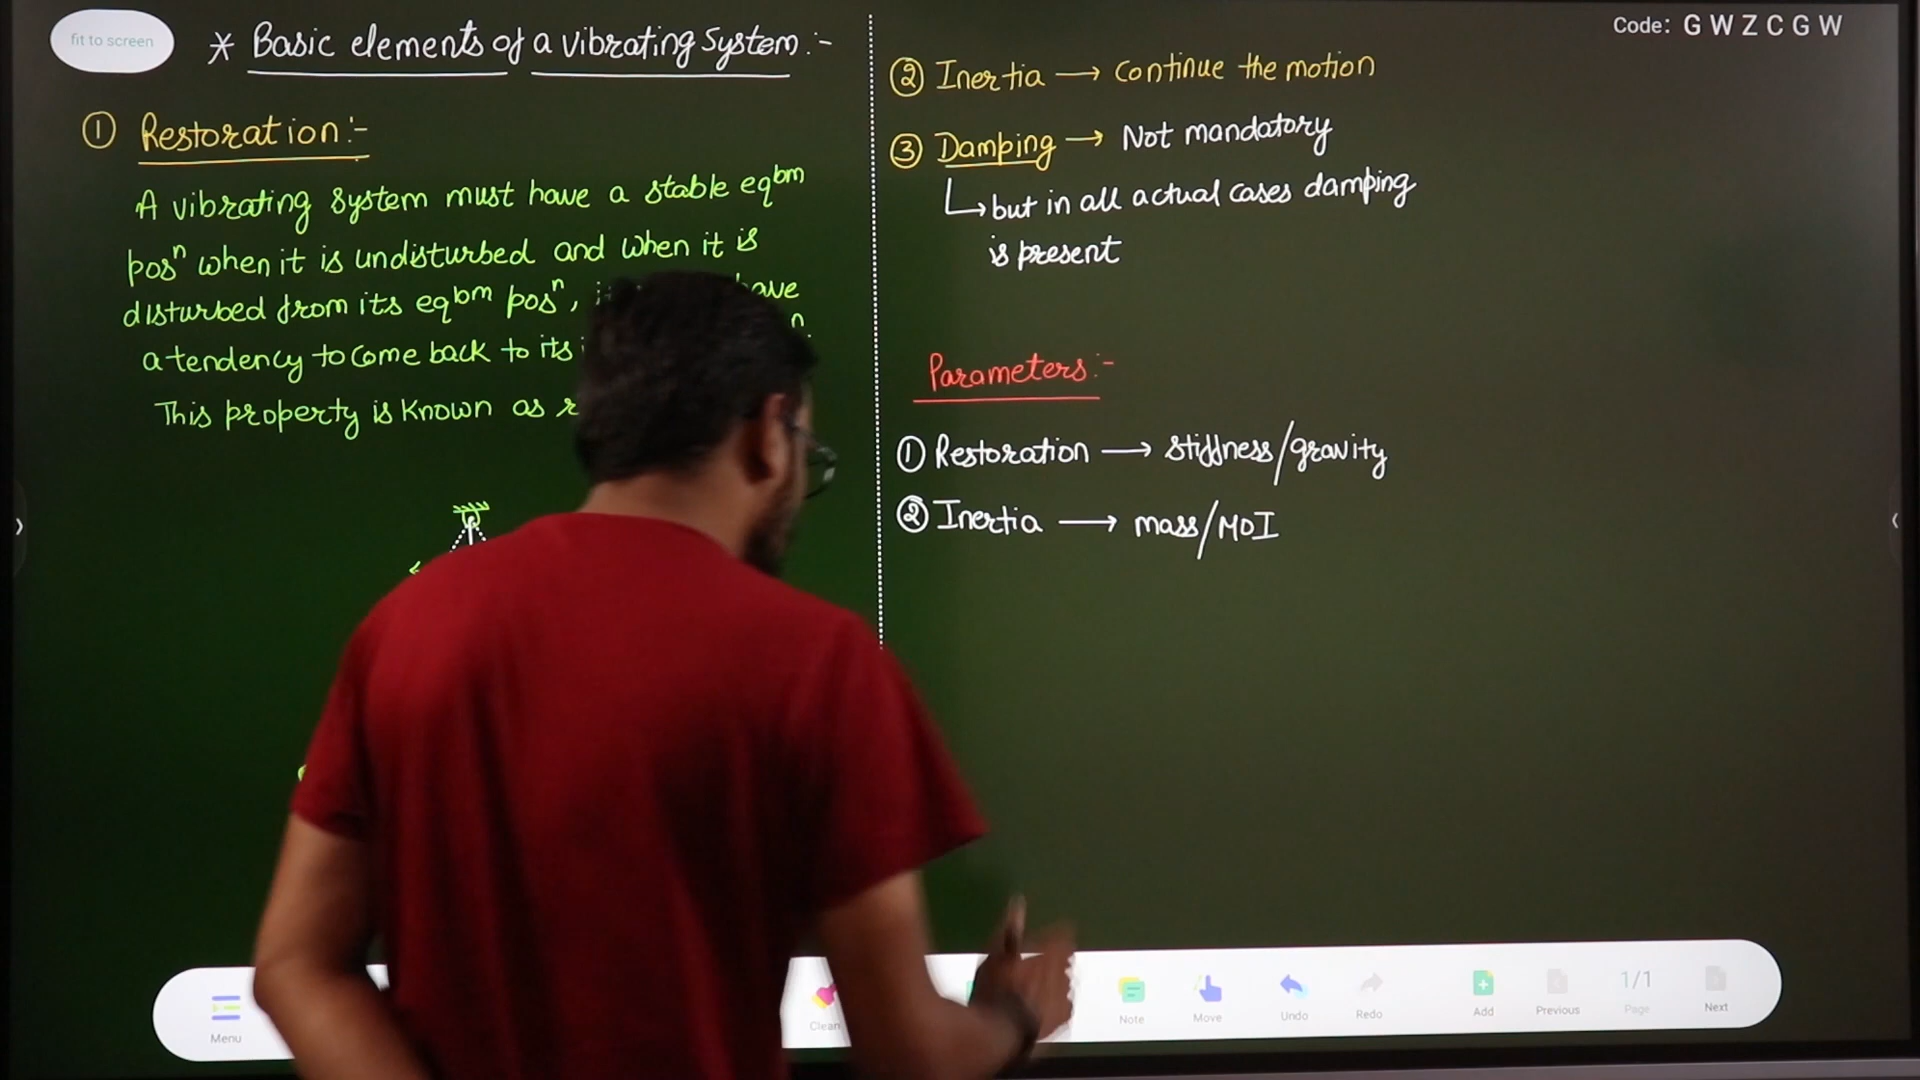 fit to screen
Code: GWZCGW
* Basic elements of a vibrating system :-
① Restoration :-
A vibrating system must have a stable eqbm
posn when it is undisturbed and when it is
disturbed from its eqbm posn, have
a tendency to come back to its
This property is known as
② Inertia → continue the motion
③ Damping → Not mandatory
↳ but in all actual cases damping
is present
Parameters :-
① Restoration → stiffness/gravity
② Inertia → mass/MOI
Menu
Clean
Note
Move
Undo
Redo
Add
Previous
1/1
Page
Next